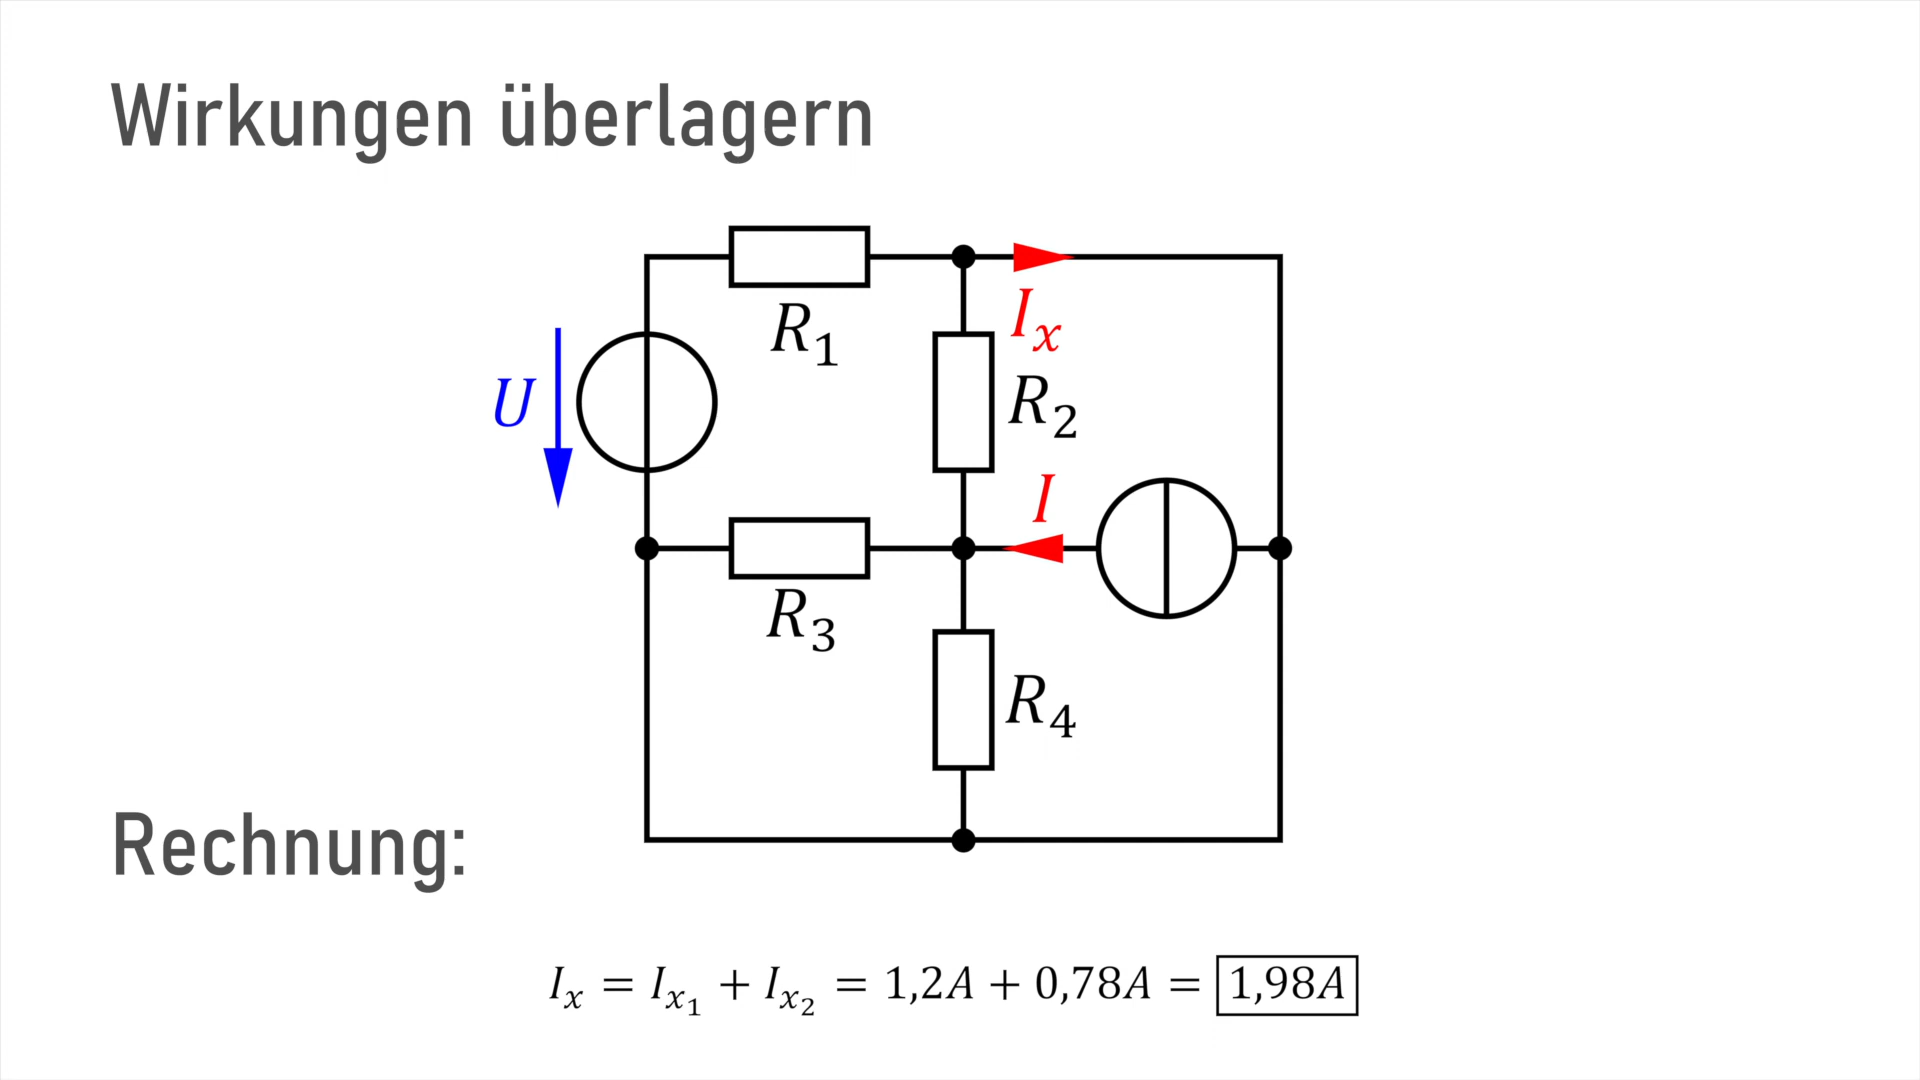 Wirkungen überlagern
R₁
Iₓ
U
R₂
I
R₃
R₄
Rechnung:
Iₓ = Iₓ₁ + Iₓ₂ = 1,2A + 0,78A = 1,98A